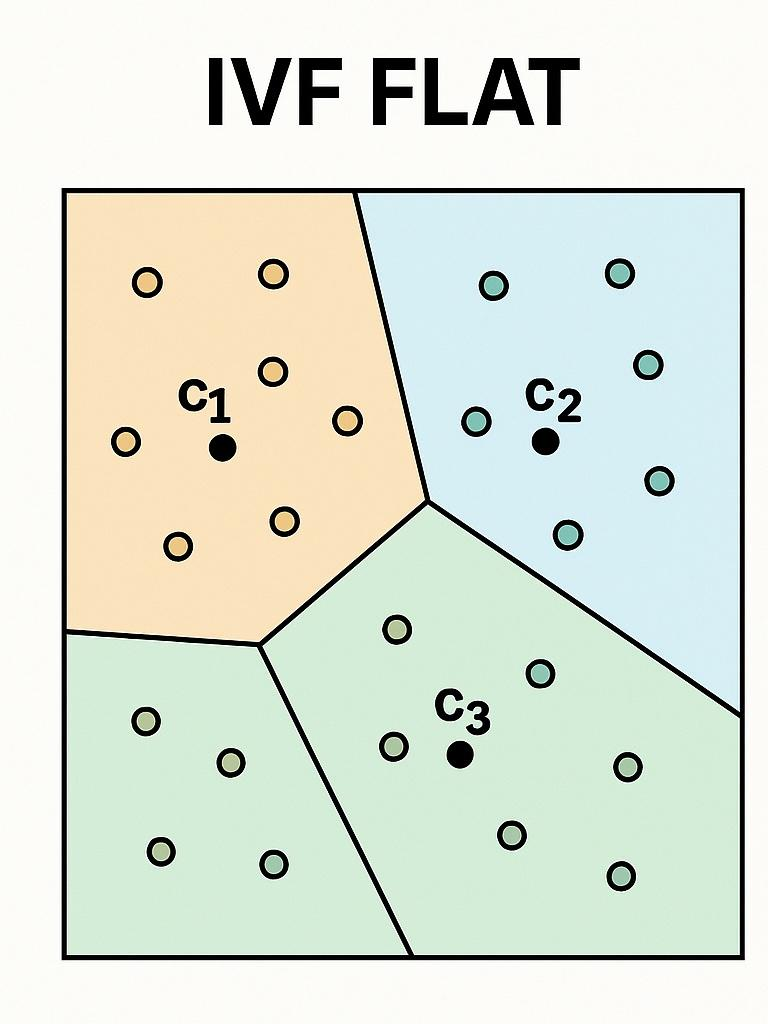 IVF FLAT
c₁
c₂
c₃